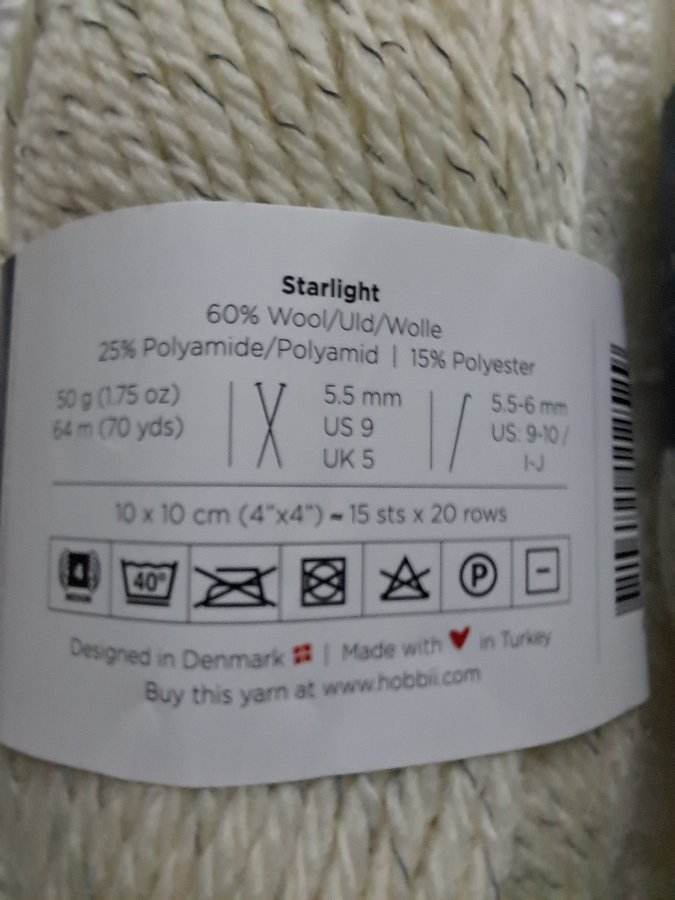 Starlight
60% Wool/Uld/Wolle
25% Polyamide/Polyamid | 15% Polyester
50 g (1.75 oz)
64 m (70 yds)
5.5 mm
US 9
UK 5
5.5-6 mm
US: 9-10 /
I-J
10 x 10 cm (4"x4") ~ 15 sts x 20 rows
4
40°
P
Designed in Denmark | Made with ❤ in Turkey
Buy this yarn at www.hobbii.com